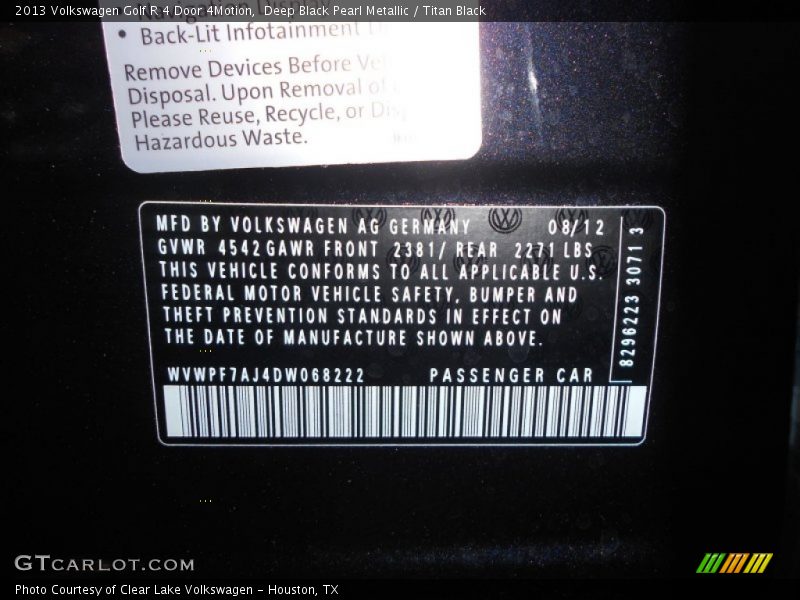 2013 Volkswagen Golf R 4 Door 4Motion, Deep Black Pearl Metallic / Titan Black
Navigation Display
• Back-Lit Infotainment
Remove Devices Before
Disposal. Upon Removal of
Please Reuse, Recycle, or
Hazardous Waste.
MFD BY VOLKSWAGEN AG GERMANY 08/12
GVWR 4542 GAWR FRONT 2381/ REAR 2271 LBS
THIS VEHICLE CONFORMS TO ALL APPLICABLE U.S.
FEDERAL MOTOR VEHICLE SAFETY, BUMPER AND
THEFT PREVENTION STANDARDS IN EFFECT ON
THE DATE OF MANUFACTURE SHOWN ABOVE.
WVWPF7AJ4DW068222 PASSENGER CAR
8296223 3071 3
GTCARLOT.COM
Photo Courtesy of Clear Lake Volkswagen – Houston, TX